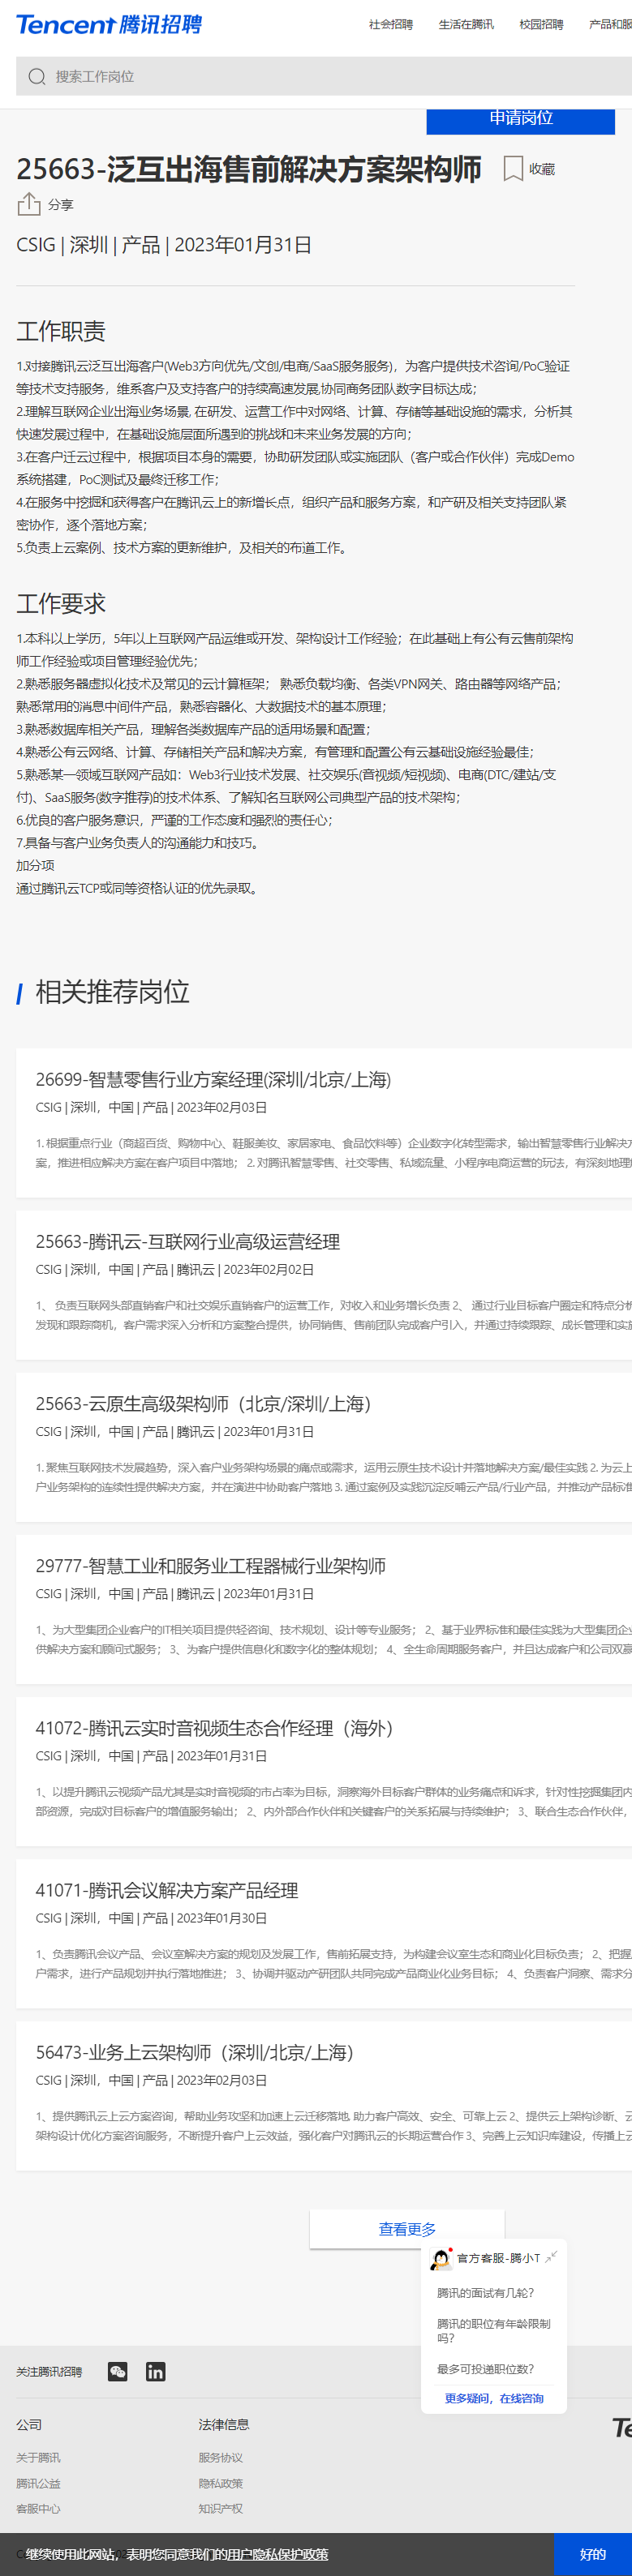 Tencent 腾讯招聘
社会招聘 生活在腾讯 校园招聘 产品和服
搜索工作岗位
申请岗位
25663-泛互出海售前解决方案架构师 收藏
分享
CSIG | 深圳 | 产品 | 2023年01月31日
工作职责
1.对接腾讯云泛互出海客户(Web3方向优先/文创/电商/SaaS服务服务)，为客户提供技术咨询/PoC验证
等技术支持服务，维系客户及支持客户的持续高速发展,协同商务团队数字目标达成；
2.理解互联网企业出海业务场景, 在研发、运营工作中对网络、计算、存储等基础设施的需求，分析其
快速发展过程中，在基础设施层面所遇到的挑战和未来业务发展的方向；
3.在客户迁云过程中，根据项目本身的需要，协助研发团队或实施团队（客户或合作伙伴）完成Demo
系统搭建，PoC测试及最终迁移工作；
4.在服务中挖掘和获得客户在腾讯云上的新增长点，组织产品和服务方案，和产研及相关支持团队紧
密协作，逐个落地方案；
5.负责上云案例、技术方案的更新维护，及相关的布道工作。
工作要求
1.本科以上学历，5年以上互联网产品运维或开发、架构设计工作经验；在此基础上有公有云售前架构
师工作经验或项目管理经验优先；
2.熟悉服务器虚拟化技术及常见的云计算框架； 熟悉负载均衡、各类VPN网关、路由器等网络产品；
熟悉常用的消息中间件产品，熟悉容器化、大数据技术的基本原理；
3.熟悉数据库相关产品，理解各类数据库产品的适用场景和配置；
4.熟悉公有云网络、计算、存储相关产品和解决方案，有管理和配置公有云基础设施经验最佳；
5.熟悉某一领域互联网产品如：Web3行业技术发展、社交娱乐(音视频/短视频)、电商(DTC/建站/支
付)、SaaS服务(数字推荐)的技术体系、了解知名互联网公司典型产品的技术架构；
6.优良的客户服务意识，严谨的工作态度和强烈的责任心；
7.具备与客户业务负责人的沟通能力和技巧。
加分项
通过腾讯云TCP或同等资格认证的优先录取。
相关推荐岗位
26699-智慧零售行业方案经理(深圳/北京/上海)
CSIG | 深圳，中国 | 产品 | 2023年02月03日
1. 根据重点行业（商超百货、购物中心、鞋服美妆、家居家电、食品饮料等）企业数字化转型需求，输出智慧零售行业解决方
案，推进相应解决方案在客户项目中落地； 2. 对腾讯智慧零售、社交零售、私域流量、小程序电商运营的玩法，有深刻地理
25663-腾讯云-互联网行业高级运营经理
CSIG | 深圳，中国 | 产品 | 腾讯云 | 2023年02月02日
1、 负责互联网头部直销客户和社交娱乐直销客户的运营工作，对收入和业务增长负责 2、 通过行业目标客户圈定和特点分析
发现和跟踪商机，客户需求深入分析和方案整合提供，协同销售、售前团队完成客户引入，并通过持续跟踪、成长管理和实施
25663-云原生高级架构师（北京/深圳/上海）
CSIG | 深圳，中国 | 产品 | 腾讯云 | 2023年01月31日
1. 聚焦互联网技术发展趋势，深入客户业务架构场景的痛点或需求，运用云原生技术设计并落地解决方案/最佳实践 2. 为云上
户业务架构的连续性提供解决方案，并在演进中协助客户落地 3. 通过案例及实践沉淀反哺云产品/行业产品，并推动产品标准
29777-智慧工业和服务业工程器械行业架构师
CSIG | 深圳，中国 | 产品 | 腾讯云 | 2023年01月31日
1、为大型集团企业客户的IT相关项目提供轻咨询、技术规划、设计等专业服务； 2、基于业界标准和最佳实践为大型集团企业
供解决方案和顾问式服务； 3、为客户提供信息化和数字化的整体规划； 4、全生命周期服务客户，并且达成客户和公司双赢
41072-腾讯云实时音视频生态合作经理（海外）
CSIG | 深圳，中国 | 产品 | 2023年01月31日
1、以提升腾讯云视频产品尤其是实时音视频的市占率为目标，洞察海外目标客户群体的业务痛点和诉求，针对性挖掘集团内
部资源，完成对目标客户的增值服务输出； 2、内外部合作伙伴和关键客户的关系拓展与持续维护； 3、联合生态合作伙伴，
41071-腾讯会议解决方案产品经理
CSIG | 深圳，中国 | 产品 | 2023年01月30日
1、负责腾讯会议产品、会议室解决方案的规划及发展工作，售前拓展支持，为构建会议室生态和商业化目标负责； 2、把握
户需求，进行产品规划并执行落地推进； 3、协调并驱动产研团队共同完成产品商业化业务目标； 4、负责客户洞察、需求分
56473-业务上云架构师（深圳/北京/上海）
CSIG | 深圳，中国 | 产品 | 2023年02月03日
1、提供腾讯云上云方案咨询，帮助业务攻坚和加速上云迁移落地, 助力客户高效、安全、可靠上云 2、提供云上架构诊断、云
架构设计优化方案咨询服务，不断提升客户上云效益，强化客户对腾讯云的长期运营合作 3、完善上云知识库建设，传播上云
查看更多
官方客服-腾小T
腾讯的面试有几轮？
腾讯的职位有年龄限制
吗？
最多可投递职位数？
更多疑问，在线咨询
关注腾讯招聘
公司 法律信息
关于腾讯 服务协议
腾讯公益 隐私政策
客服中心 知识产权
继续使用此网站，表明您同意我们的用户隐私保护政策 好的